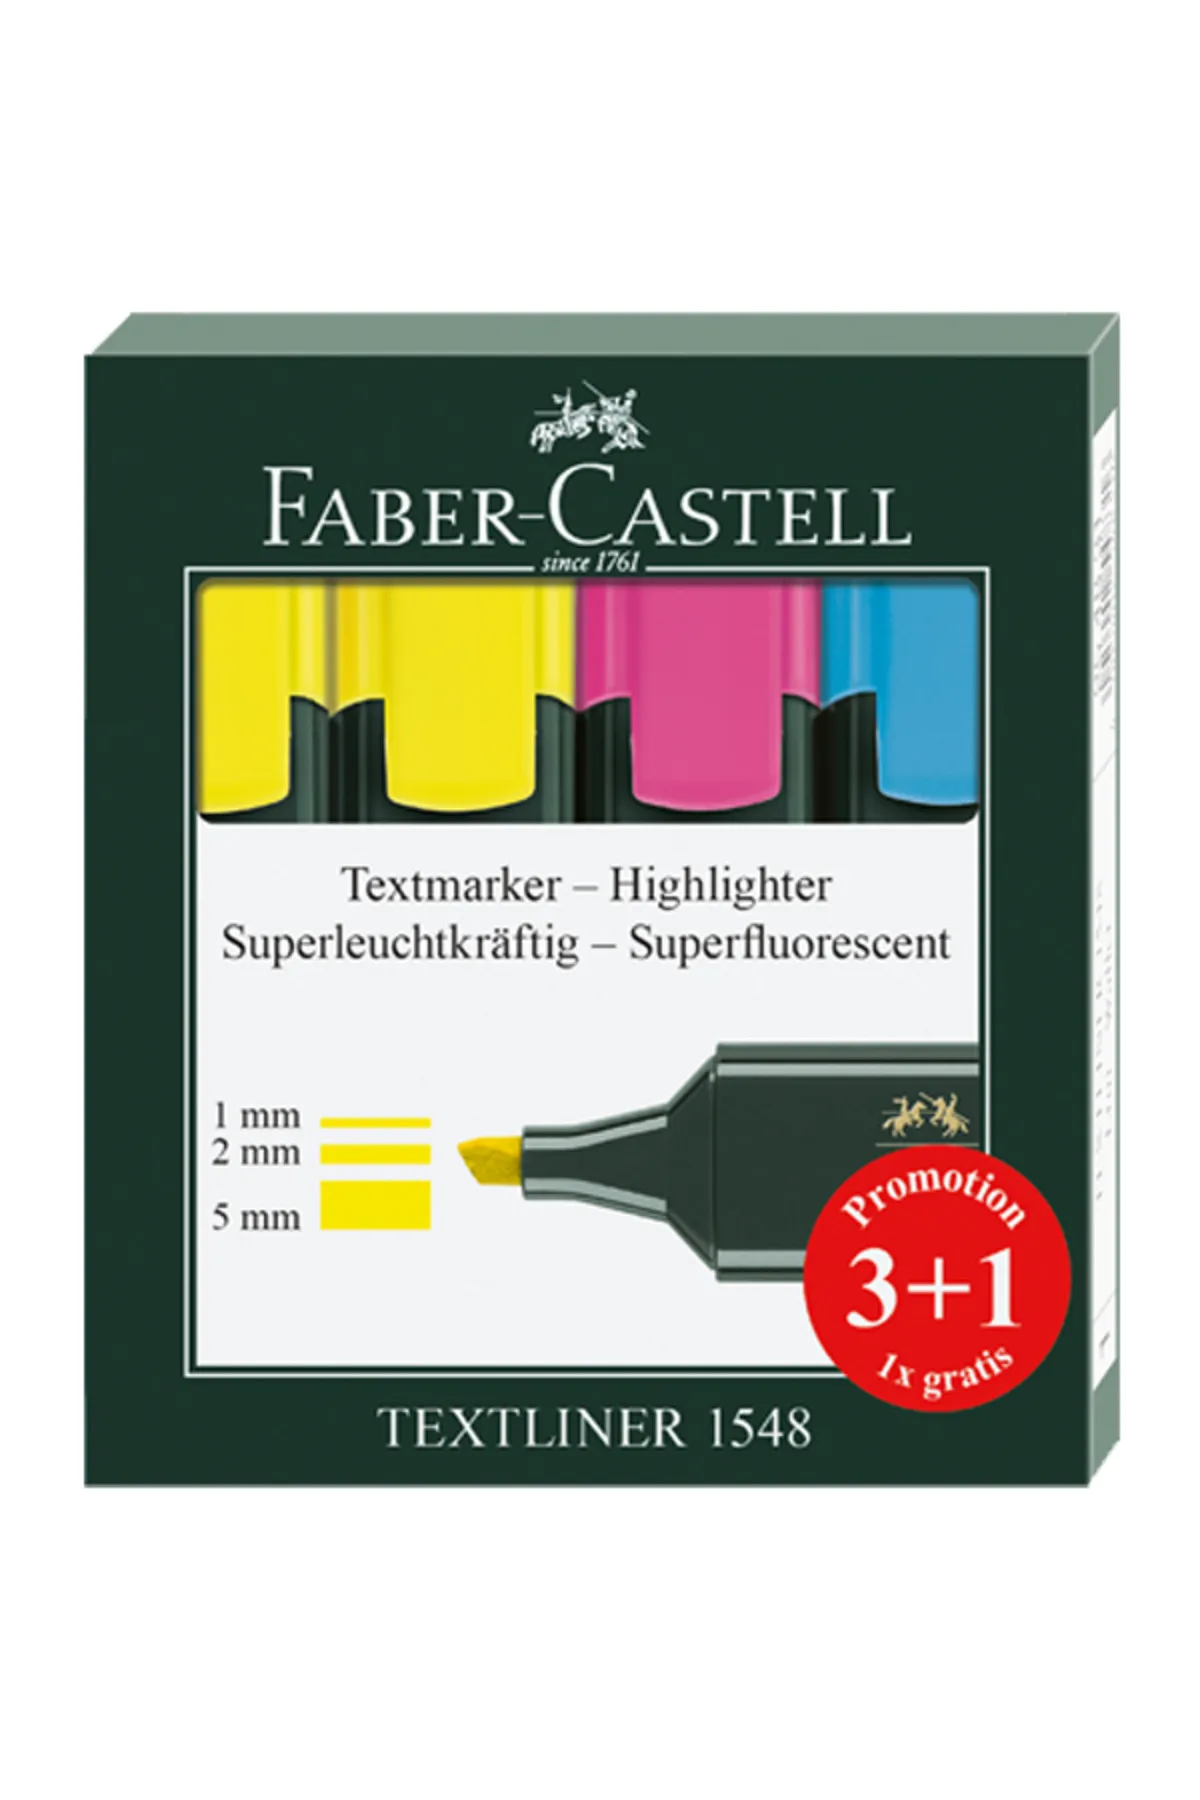 FABER-CASTELL
since 1761
Textmarker – Highlighter
Superleuchtkräftig – Superfluorescent
1 mm
2 mm
5 mm
Promotion
3+1
1x gratis
TEXTLINER 1548